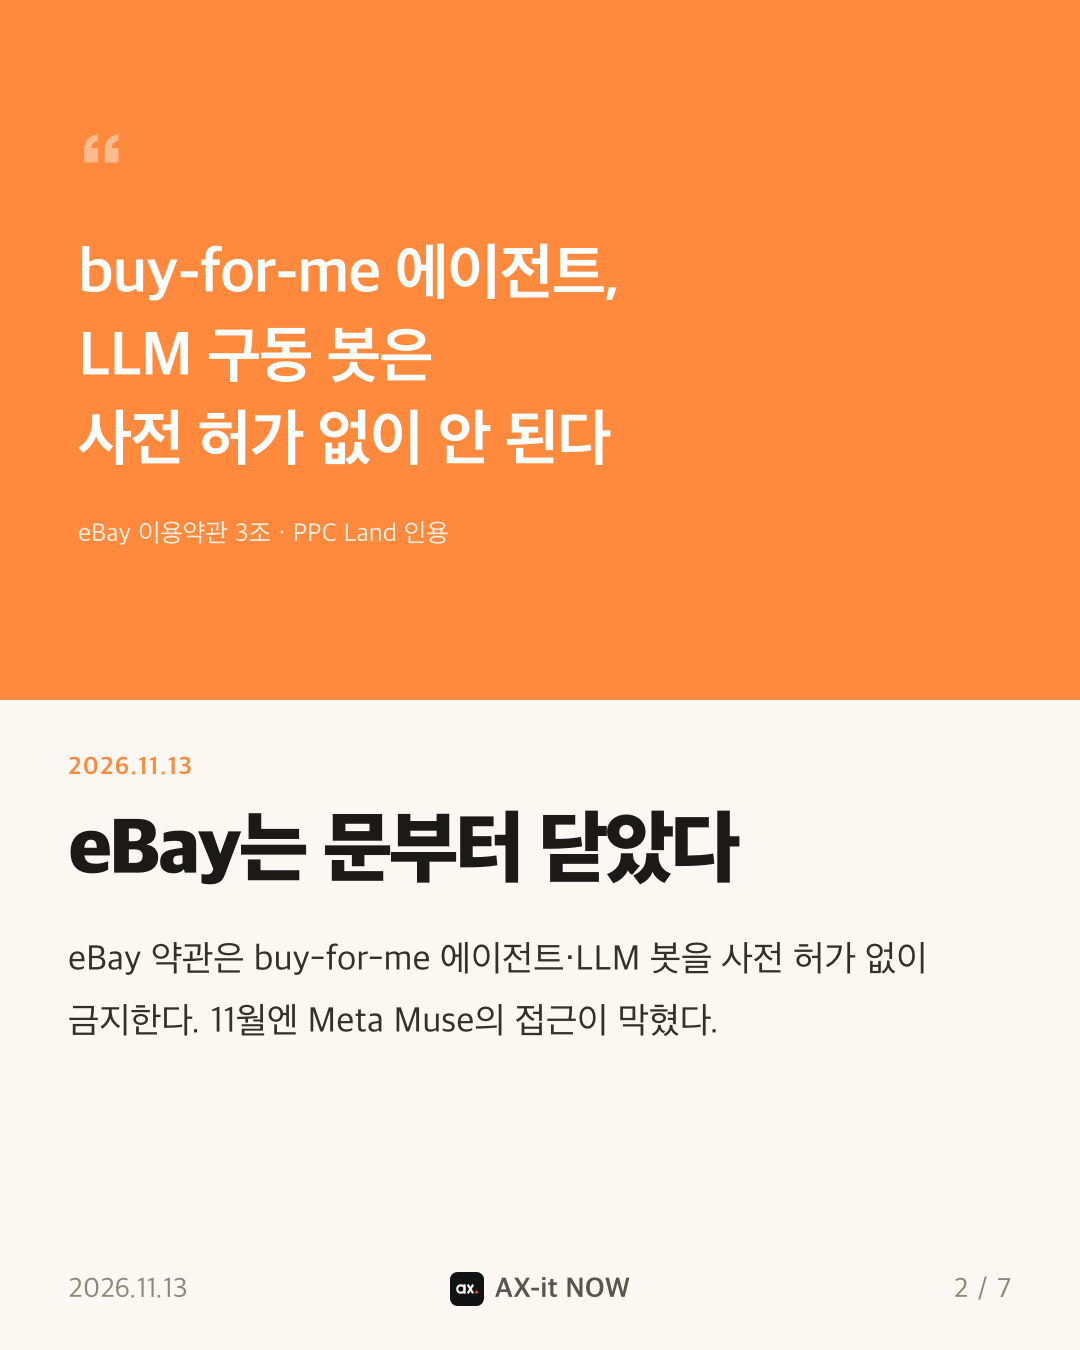 “
buy-for-me 에이전트,
LLM 구동 봇은
사전 허가 없이 안 된다
eBay 이용약관 3조 · PPC Land 인용
2026.11.13
eBay는 문부터 닫았다
eBay 약관은 buy-for-me 에이전트·LLM 봇을 사전 허가 없이
금지한다. 11월엔 Meta Muse의 접근이 막혔다.
2026.11.13
ax. AX-it NOW
2 / 7